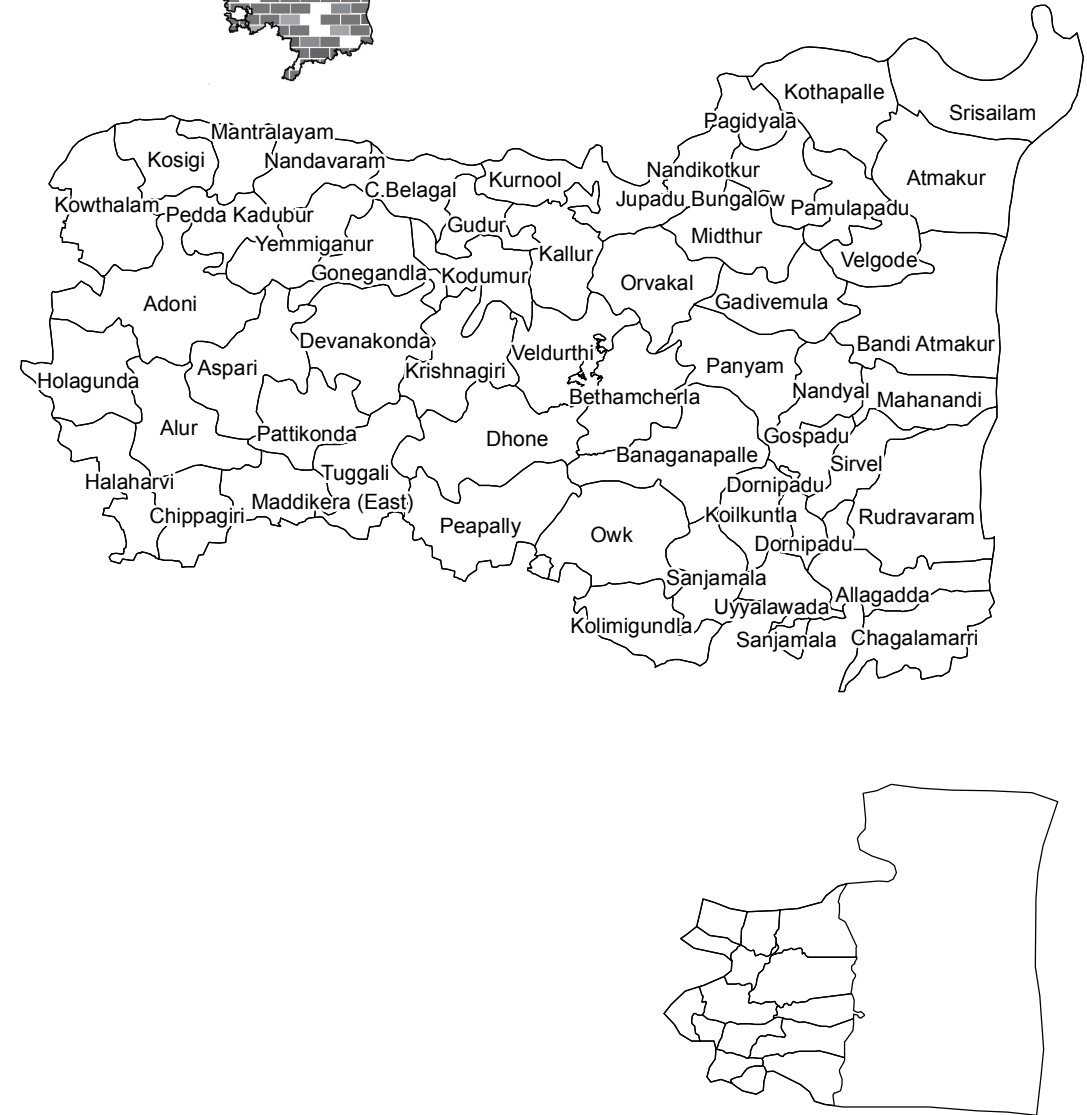 Kothapalle
Srisailam
Pagidyala
Mantralayam
Kosigi
Nandavaram
Nandikotkur
Atmakur
Kurnool
C.Belagal
Jupadu Bungalow
Kowthalam
Pamulapadu
Pedda Kadubur
Gudur
Midthur
Yemmiganur
Kallur
Velgode
Gonegandla
Kodumur
Orvakal
Adoni
Gadivemula
Devanakonda
Bandi Atmakur
Veldurthi
Aspari
Panyam
Krishnagiri
Holagunda
Nandyal
Bethamcherla
Mahanandi
Alur
Pattikonda
Dhone
Gospadu
Banaganapalle
Sirvel
Tuggali
Halaharvi
Dornipadu
Maddikera (East)
Chippagiri
Koilkuntla
Rudravaram
Peapally
Owk
Dornipadu
Sanjamala
Allagadda
Uyyalawada
Kolimigundla
Sanjamala
Chagalamarri